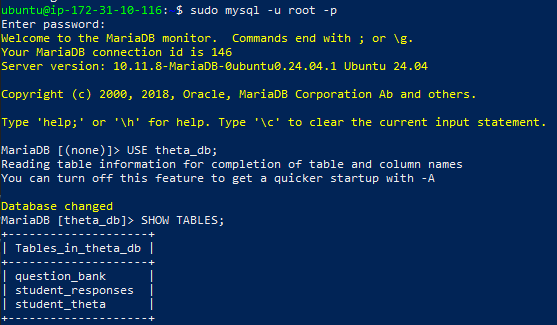 ubuntu@ip-172-31-10-116: $ sudo mysql -u root -p
Enter password:
Welcome to the MariaDB monitor.  Commands end with ; or \g.
Your MariaDB connection id is 146
Server version: 10.11.8-MariaDB-0ubuntu0.24.04.1 Ubuntu 24.04
Copyright (c) 2000, 2018, Oracle, MariaDB Corporation Ab and others.
Type 'help;' or '\h' for help. Type '\c' to clear the current input statement.
MariaDB [(none)]> USE theta_db;
Reading table information for completion of table and column names
You can turn off this feature to get a quicker startup with -A
Database changed
MariaDB [theta_db]> SHOW TABLES;
+--------------------+
| Tables_in_theta_db |
+--------------------+
| question_bank      |
| student_responses  |
| student_theta      |
+--------------------+